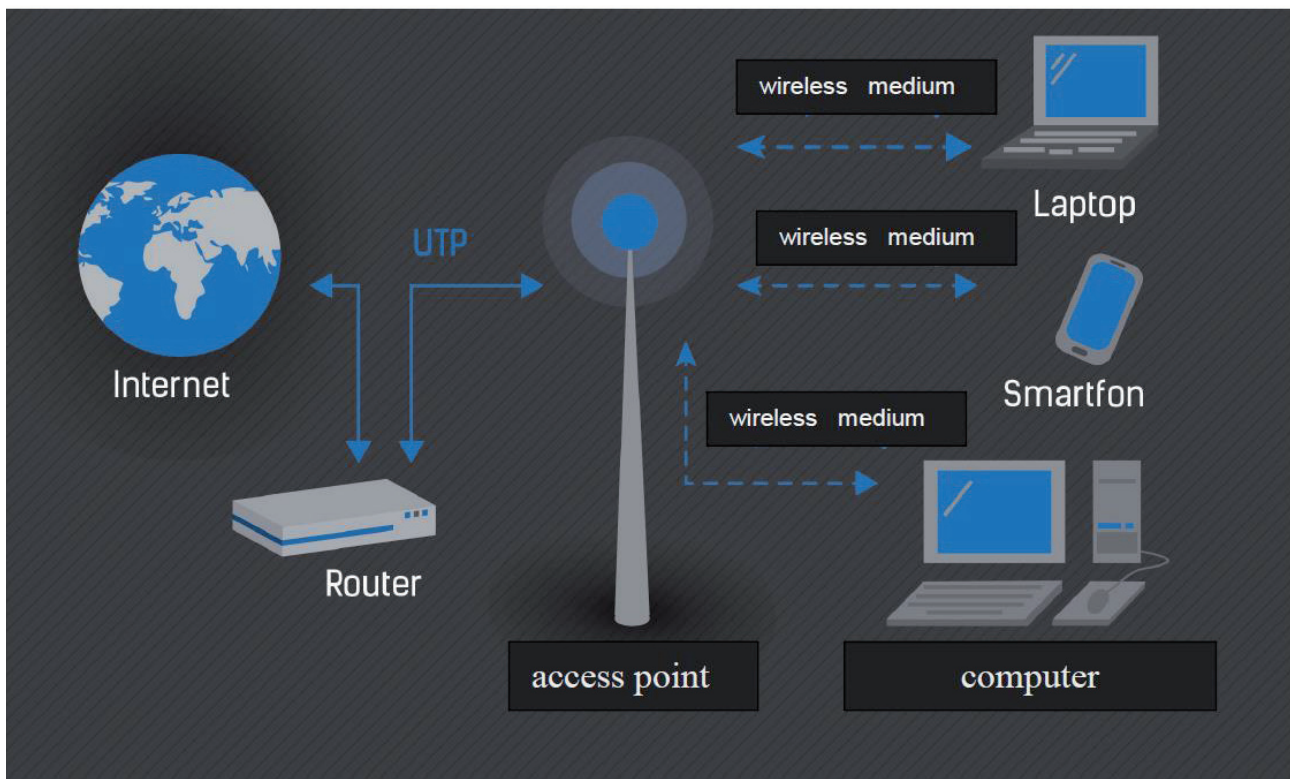 wireless medium
Laptop
UTP
wireless medium
Internet
Smartfon
wireless medium
Router
access point
computer